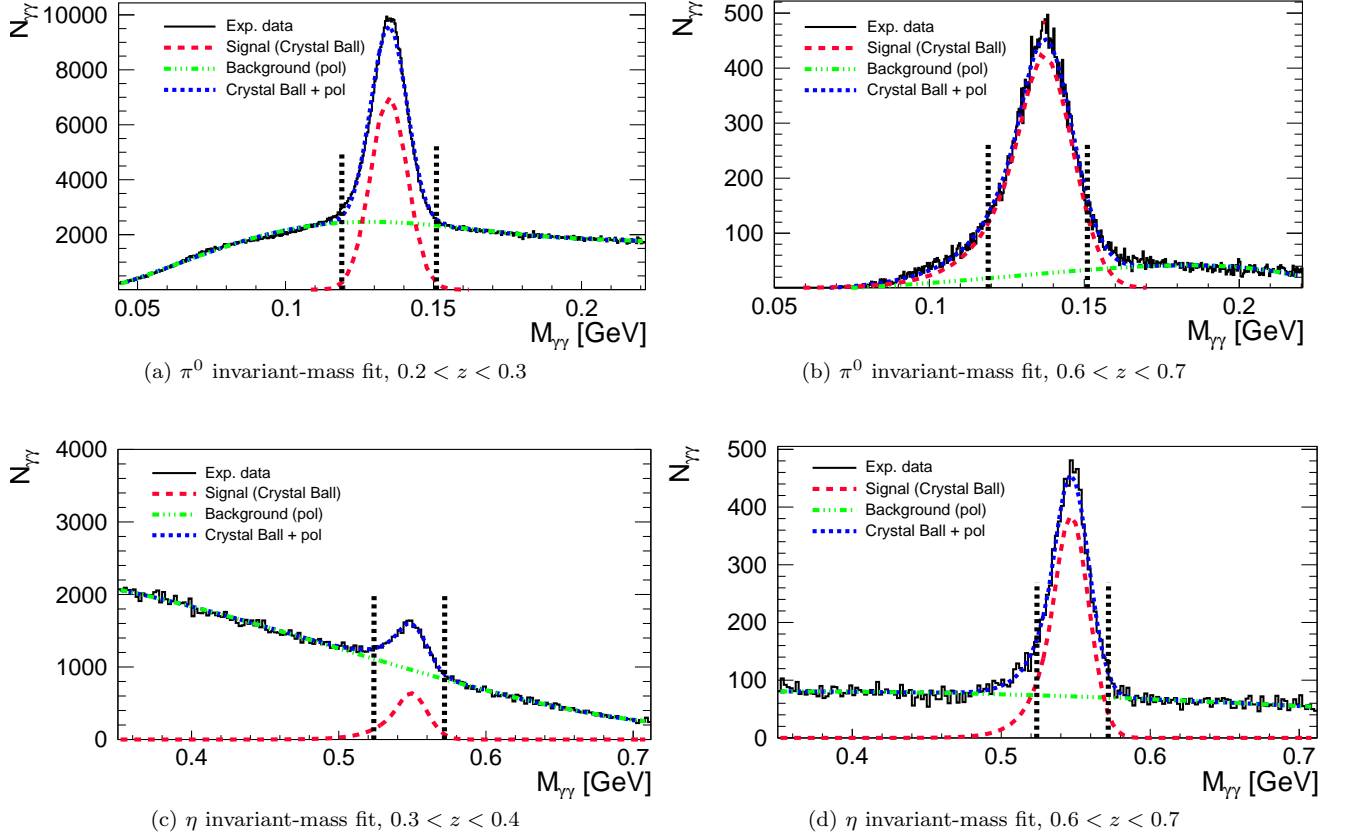 N_γγ
10000
8000
6000
4000
2000
Exp. data
Signal (Crystal Ball)
Background (pol)
Crystal Ball + pol
0.05 0.1 0.15 0.2
M_γγ [GeV]
(a) π⁰ invariant-mass fit, 0.2 < z < 0.3
N_γγ
500
400
300
200
100
Exp. data
Signal (Crystal Ball)
Background (pol)
Crystal Ball + pol
0.05 0.1 0.15 0.2
M_γγ [GeV]
(b) π⁰ invariant-mass fit, 0.6 < z < 0.7
N_γγ
4000
3000
2000
1000
0
Exp. data
Signal (Crystal Ball)
Background (pol)
Crystal Ball + pol
0.4 0.5 0.6 0.7
M_γγ [GeV]
(c) η invariant-mass fit, 0.3 < z < 0.4
N_γγ
500
400
300
200
100
0
Exp. data
Signal (Crystal Ball)
Background (pol)
Crystal Ball + pol
0.4 0.5 0.6 0.7
M_γγ [GeV]
(d) η invariant-mass fit, 0.6 < z < 0.7